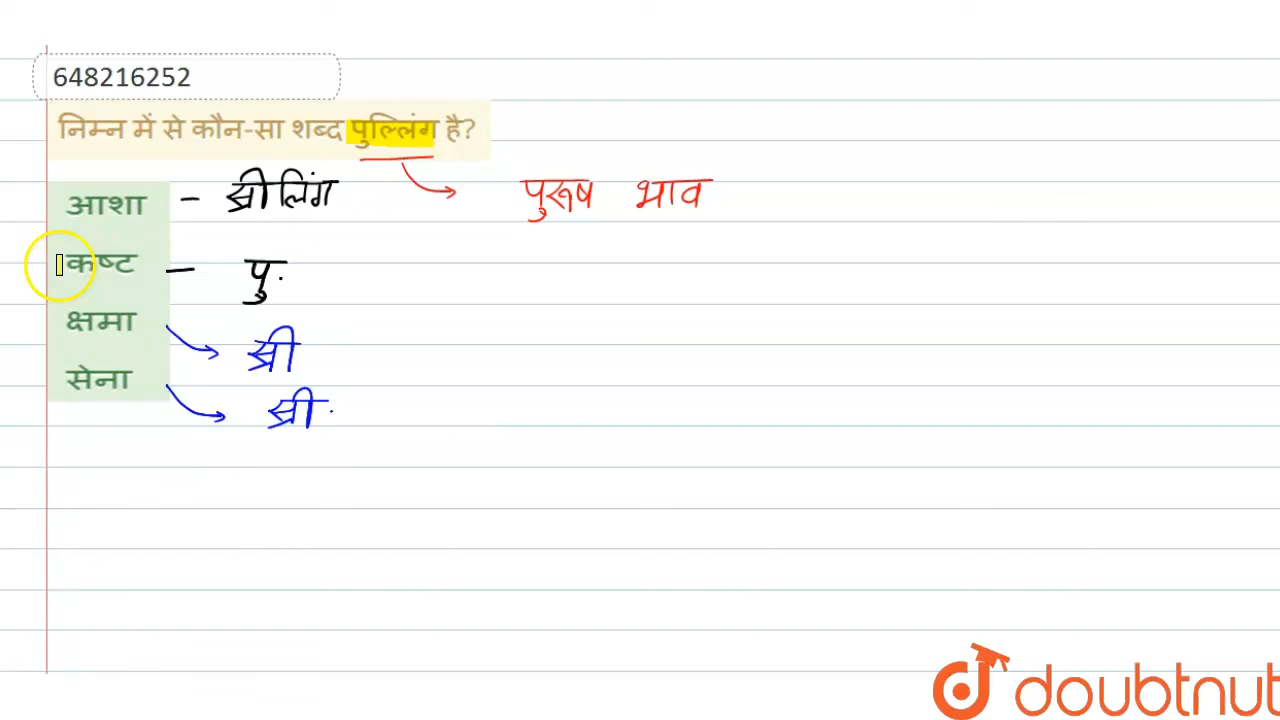 648216252
निम्न में से कौन-सा शब्द पुल्लिंग है?
आशा - स्रीलिंग पुरूष भाव
कष्ट - पु.
क्षमा स्री
सेना स्री.
doubtnut